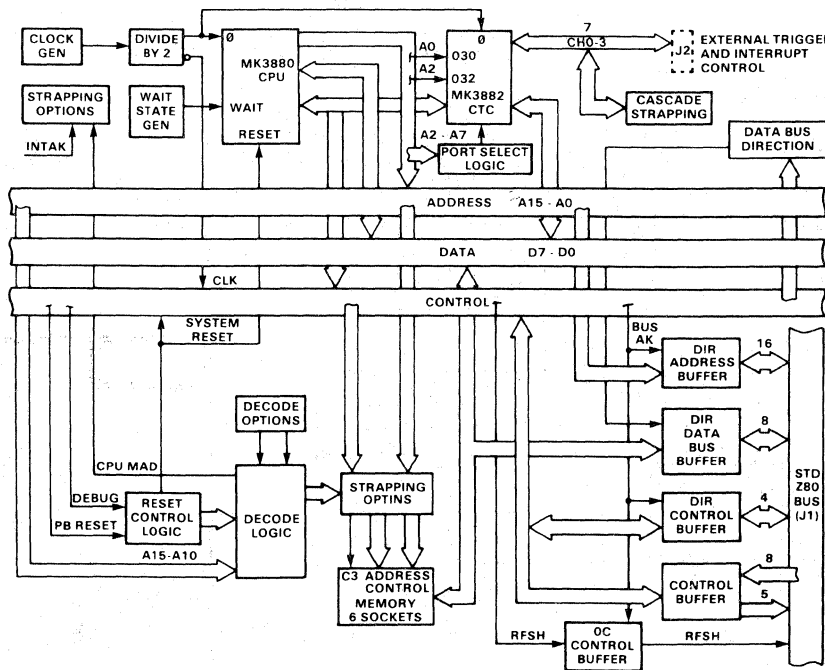 CLOCK GEN
DIVIDE BY 2
Ø
MK3880 CPU
WAIT
RESET
A0
A2
Ø
030
032
MK3882 CTC
7
CH0-3
J2
EXTERNAL TRIGGER AND INTERRUPT CONTROL
STRAPPING OPTIONS
WAIT STATE GEN
INTAK
A2 - A7
PORT SELECT LOGIC
CASCADE STRAPPING
DATA BUS DIRECTION
ADDRESS A15 - A0
DATA D7 - D0
CLK
CONTROL
SYSTEM RESET
BUS AK
DIR ADDRESS BUFFER
16
DECODE OPTIONS
DIR DATA BUS BUFFER
8
CPU MAD
DEBUG
PB RESET
RESET CONTROL LOGIC
DECODE LOGIC
STRAPPING OPTINS
DIR CONTROL BUFFER
4
STD Z80 BUS (J1)
A15-A10
C3 ADDRESS CONTROL
MEMORY 6 SOCKETS
CONTROL BUFFER
8
5
RFSH
OC CONTROL BUFFER
RFSH